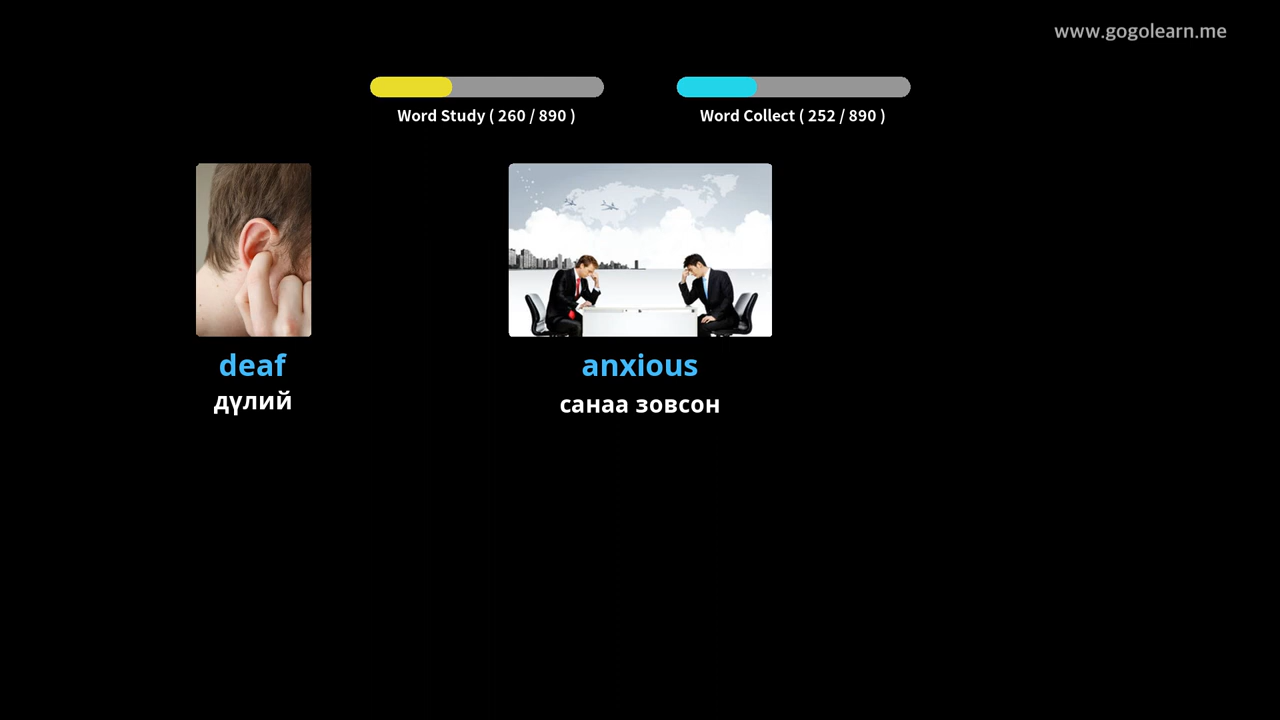 www.gogolearn.me
Word Study ( 260 / 890 )
Word Collect ( 252 / 890 )
deaf
дүлий
anxious
санаа зовсон